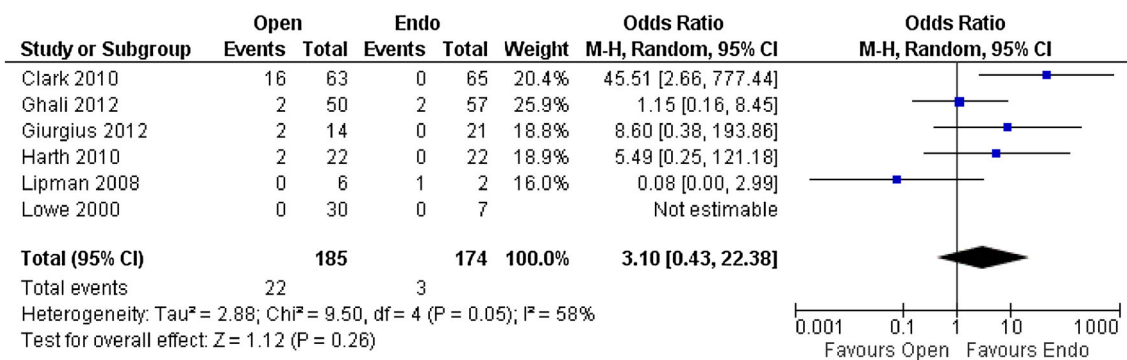 Open Endo Odds Ratio Odds Ratio
Study or Subgroup Events Total Events Total Weight M-H, Random, 95% CI M-H, Random, 95% CI
Clark 2010 16 63 0 65 20.4% 45.51 [2.66, 777.44]
Ghali 2012 2 50 2 57 25.9% 1.15 [0.16, 8.45]
Giurgius 2012 2 14 0 21 18.8% 8.60 [0.38, 193.86]
Harth 2010 2 22 0 22 18.9% 5.49 [0.25, 121.18]
Lipman 2008 0 6 1 2 16.0% 0.08 [0.00, 2.99]
Lowe 2000 0 30 0 7 Not estimable
Total (95% CI) 185 174 100.0% 3.10 [0.43, 22.38]
Total events 22 3
Heterogeneity: Tau² = 2.88; Chi² = 9.50, df = 4 (P = 0.05); I² = 58%
Test for overall effect: Z = 1.12 (P = 0.26)
0.001 0.1 1 10 1000
Favours Open Favours Endo